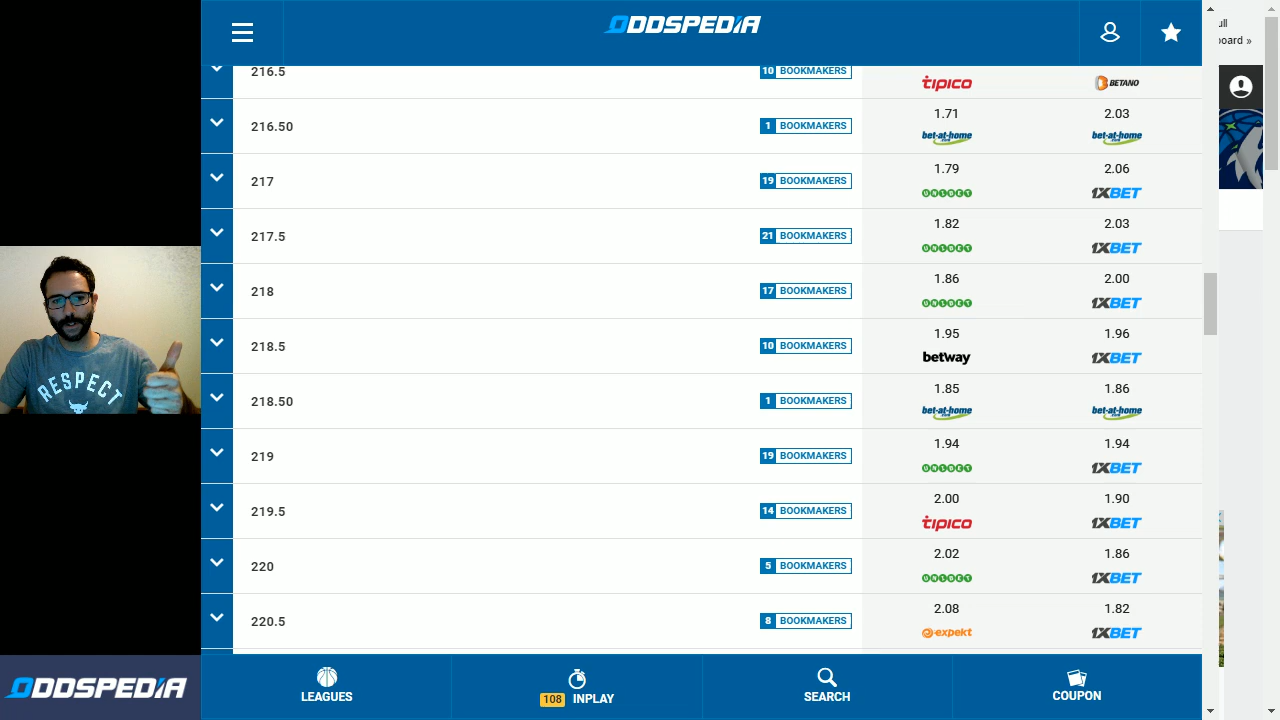 ODDSPEDIA
ull
board »
216.5 10 BOOKMAKERS tipico BETANO
1.71 2.03
216.50 1 BOOKMAKERS bet-at-home.com bet-at-home.com
1.79 2.06
217 19 BOOKMAKERS UNIBET 1XBET
1.82 2.03
217.5 21 BOOKMAKERS UNIBET 1XBET
1.86 2.00
218 17 BOOKMAKERS UNIBET 1XBET
1.95 1.96
218.5 10 BOOKMAKERS betway 1XBET
1.85 1.86
218.50 1 BOOKMAKERS bet-at-home.com bet-at-home.com
1.94 1.94
219 19 BOOKMAKERS UNIBET 1XBET
2.00 1.90
219.5 14 BOOKMAKERS tipico 1XBET
2.02 1.86
220 5 BOOKMAKERS UNIBET 1XBET
2.08 1.82
220.5 8 BOOKMAKERS expekt 1XBET
RESPECT
ODDSPEDIA
LEAGUES
108 INPLAY
SEARCH
COUPON